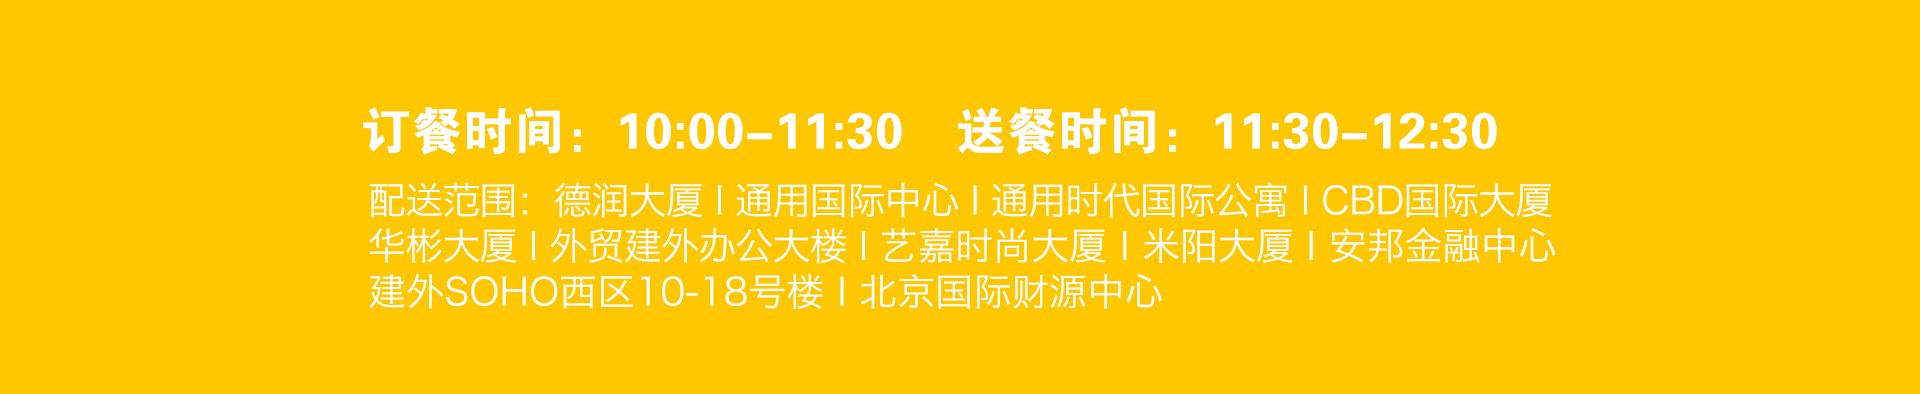 订餐时间：10:00-11:30 送餐时间：11:30-12:30
配送范围：德润大厦 | 通用国际中心 | 通用时代国际公寓 | CBD国际大厦
华彬大厦 | 外贸建外办公大楼 | 艺嘉时尚大厦 | 米阳大厦 | 安邦金融中心
建外SOHO西区10-18号楼 | 北京国际财源中心